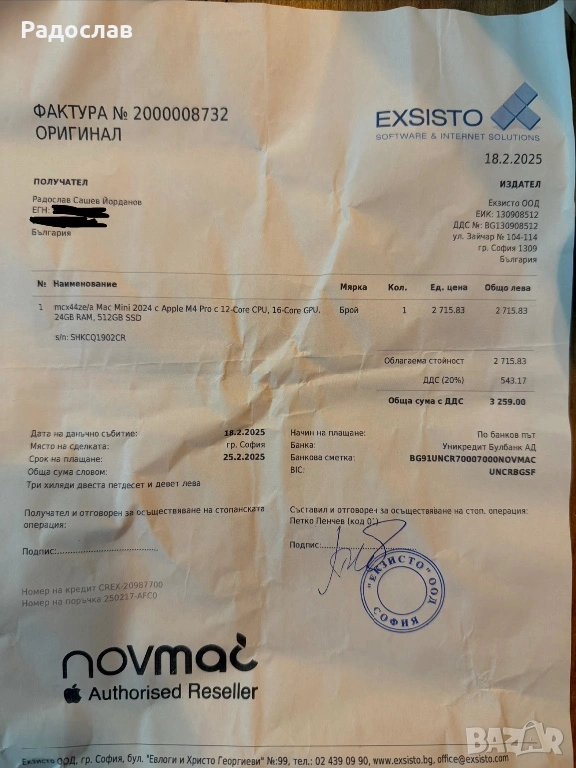 Радослав
ФАКТУРА № 2000008732
ОРИГИНАЛ
EXSISTO
SOFTWARE & INTERNET SOLUTIONS
18.2.2025
ПОЛУЧАТЕЛ
Радослав Сашев Йорданов
ЕГН:
България
ИЗДАТЕЛ
Екзисто ООД
ЕИК: 130908512
ДДС №: BG130908512
ул. Зайчар № 104-114
гр. София 1309
България
№ Наименование Мярка Кол. Ед. цена Общо лева
1 mcx44ze/a Mac Mini 2024 с Apple M4 Pro с 12-Core CPU, 16-Core GPU, Брой 1 2 715.83 2 715.83
24GB RAM, 512GB SSD
s/n: SHKCQ1902CR
Облагаема стойност 2 715.83
ДДС (20%) 543.17
Обща сума с ДДС 3 259.00
Дата на данъчно събитие: 18.2.2025
Място на сделката: гр. София
Срок на плащане: 25.2.2025
Обща сума словом:
Три хиляди двеста петдесет и девет лева
Начин на плащане: По банков път
Банка: Уникредит Булбанк АД
Банкова сметка: BG91UNCR70007000NOVMAC
BIC: UNCRBGSF
Получател и отговорен за осъществяване на стопанската
операция:
Подпис:
Съставил и отговорен за осъществяване на стоп. операция:
Петко Пенчев (код
Подпис:
"ЕКЗИСТО" ООД
СОФИЯ
Номер на кредит CREX-20987700
Номер на поръчка 250217-AFC0
novmac
Authorised Reseller
Екзисто ООД, гр. София, бул. "Евлоги и Христо Георгиеви" №:99, тел.: 02 439 09 90, www.exsisto.bg, office@exsisto.
BAZAR